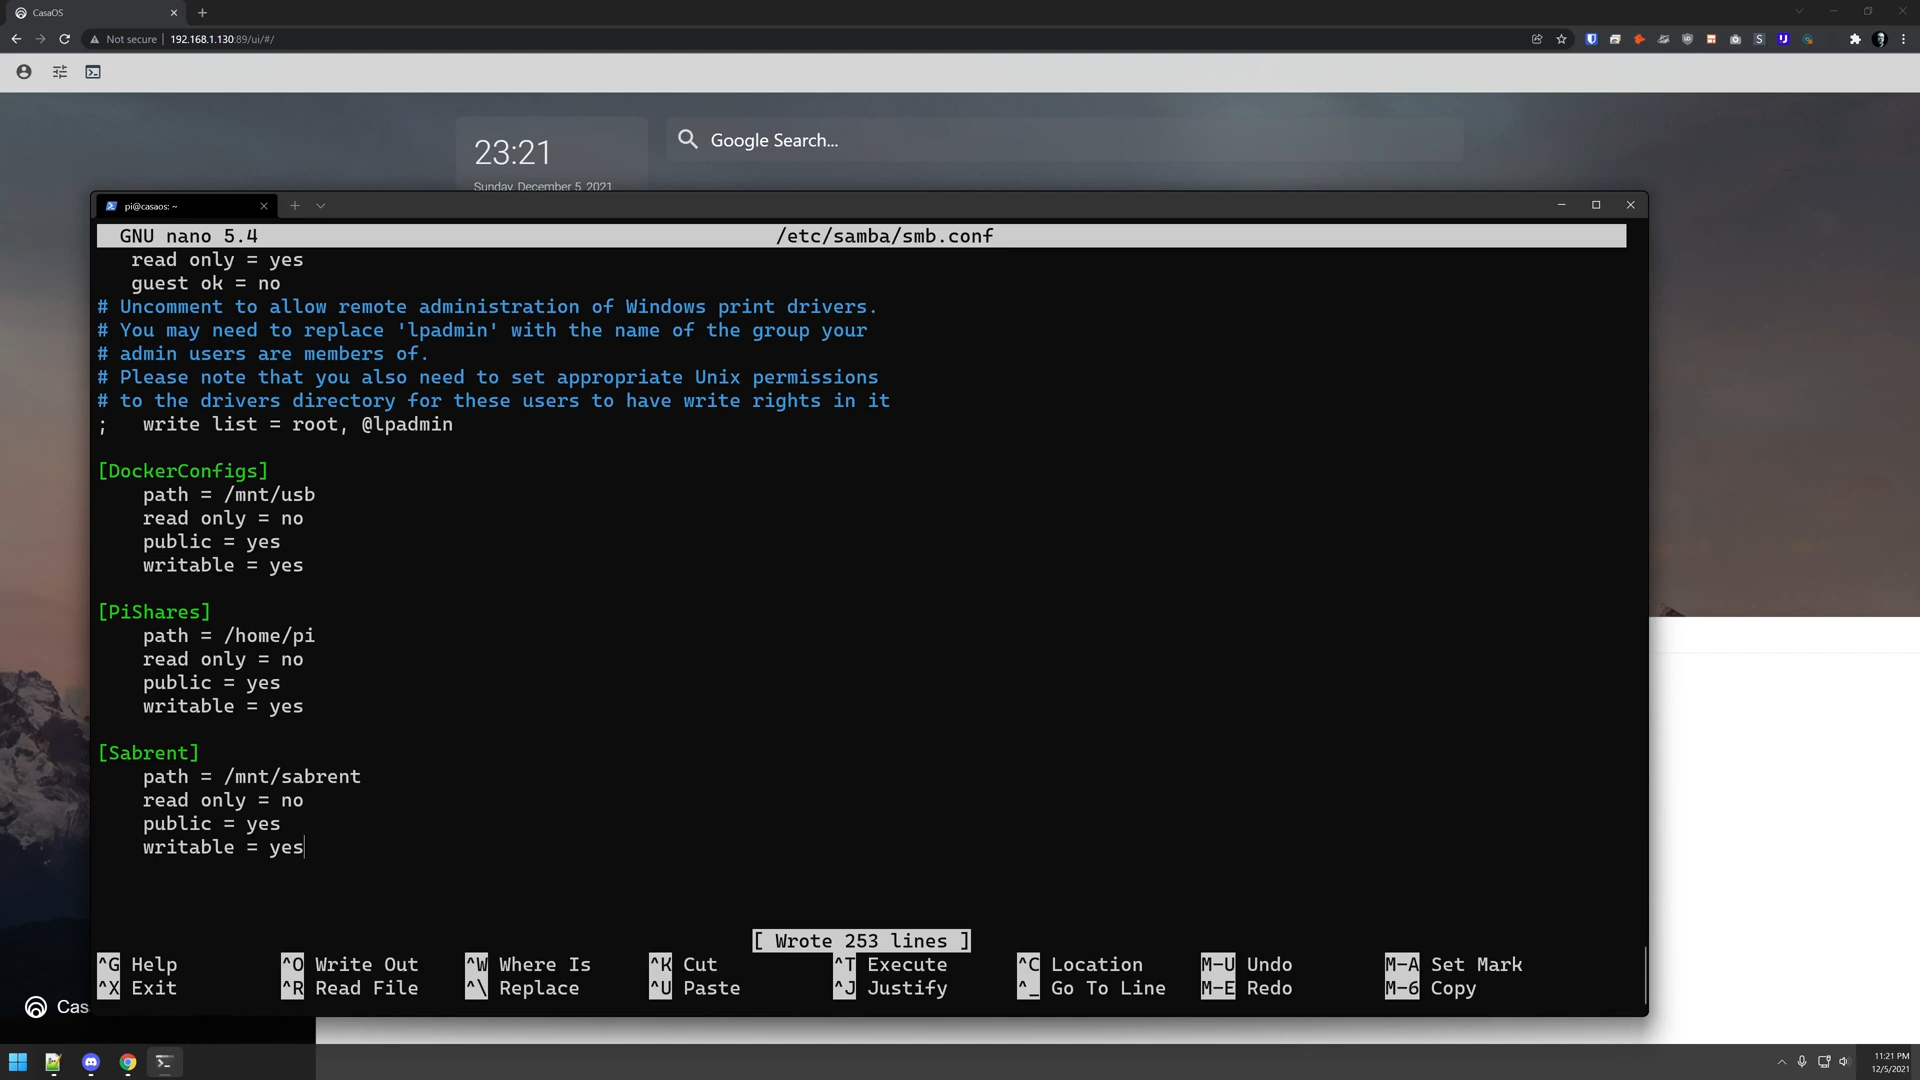 CasaOS
Not secure
192.168.1.130:89/ui/#/
23:21
Sunday, December 5, 2021
Google Search...
pi@casaos: ~
GNU nano 5.4
/etc/samba/smb.conf
read only = yes
guest ok = no
# Uncomment to allow remote administration of Windows print drivers.
# You may need to replace 'lpadmin' with the name of the group your
# admin users are members of.
# Please note that you also need to set appropriate Unix permissions
# to the drivers directory for these users to have write rights in it
;   write list = root, @lpadmin
[DockerConfigs]
path = /mnt/usb
read only = no
public = yes
writable = yes
[PiShares]
path = /home/pi
read only = no
public = yes
writable = yes
[Sabrent]
path = /mnt/sabrent
read only = no
public = yes
writable = yes
[ Wrote 253 lines ]
^G Help ^O Write Out ^W Where Is ^K Cut ^T Execute ^C Location M-U Undo M-A Set Mark
^X Exit ^R Read File ^\ Replace ^U Paste ^J Justify ^_ Go To Line M-E Redo M-6 Copy
Cas
11:21 PM
12/5/2021